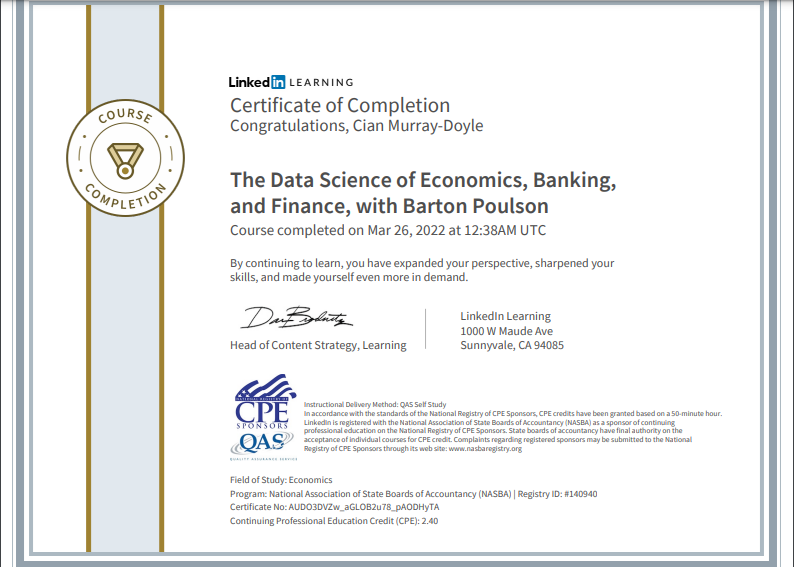 COURSE
COMPLETION
Linked in LEARNING
Certificate of Completion
Congratulations, Cian Murray-Doyle
The Data Science of Economics, Banking,
and Finance, with Barton Poulson
Course completed on Mar 26, 2022 at 12:38AM UTC
By continuing to learn, you have expanded your perspective, sharpened your
skills, and made yourself even more in demand.
Head of Content Strategy, Learning
LinkedIn Learning
1000 W Maude Ave
Sunnyvale, CA 94085
NATIONAL REGISTRY OF
CPE
SPONSORS
QAS
QUALITY ASSURANCE SERVICE
Instructional Delivery Method: QAS Self Study
In accordance with the standards of the National Registry of CPE Sponsors, CPE credits have been granted based on a 50-minute hour.
LinkedIn is registered with the National Association of State Boards of Accountancy (NASBA) as a sponsor of continuing
professional education on the National Registry of CPE Sponsors. State boards of accountancy have final authority on the
acceptance of individual courses for CPE credit. Complaints regarding registered sponsors may be submitted to the National
Registry of CPE Sponsors through its web site: www.nasbaregistry.org
Field of Study: Economics
Program: National Association of State Boards of Accountancy (NASBA) | Registry ID: #140940
Certificate No: AUDO3DVZw_aGLOB2u78_pAODHyTA
Continuing Professional Education Credit (CPE): 2.40